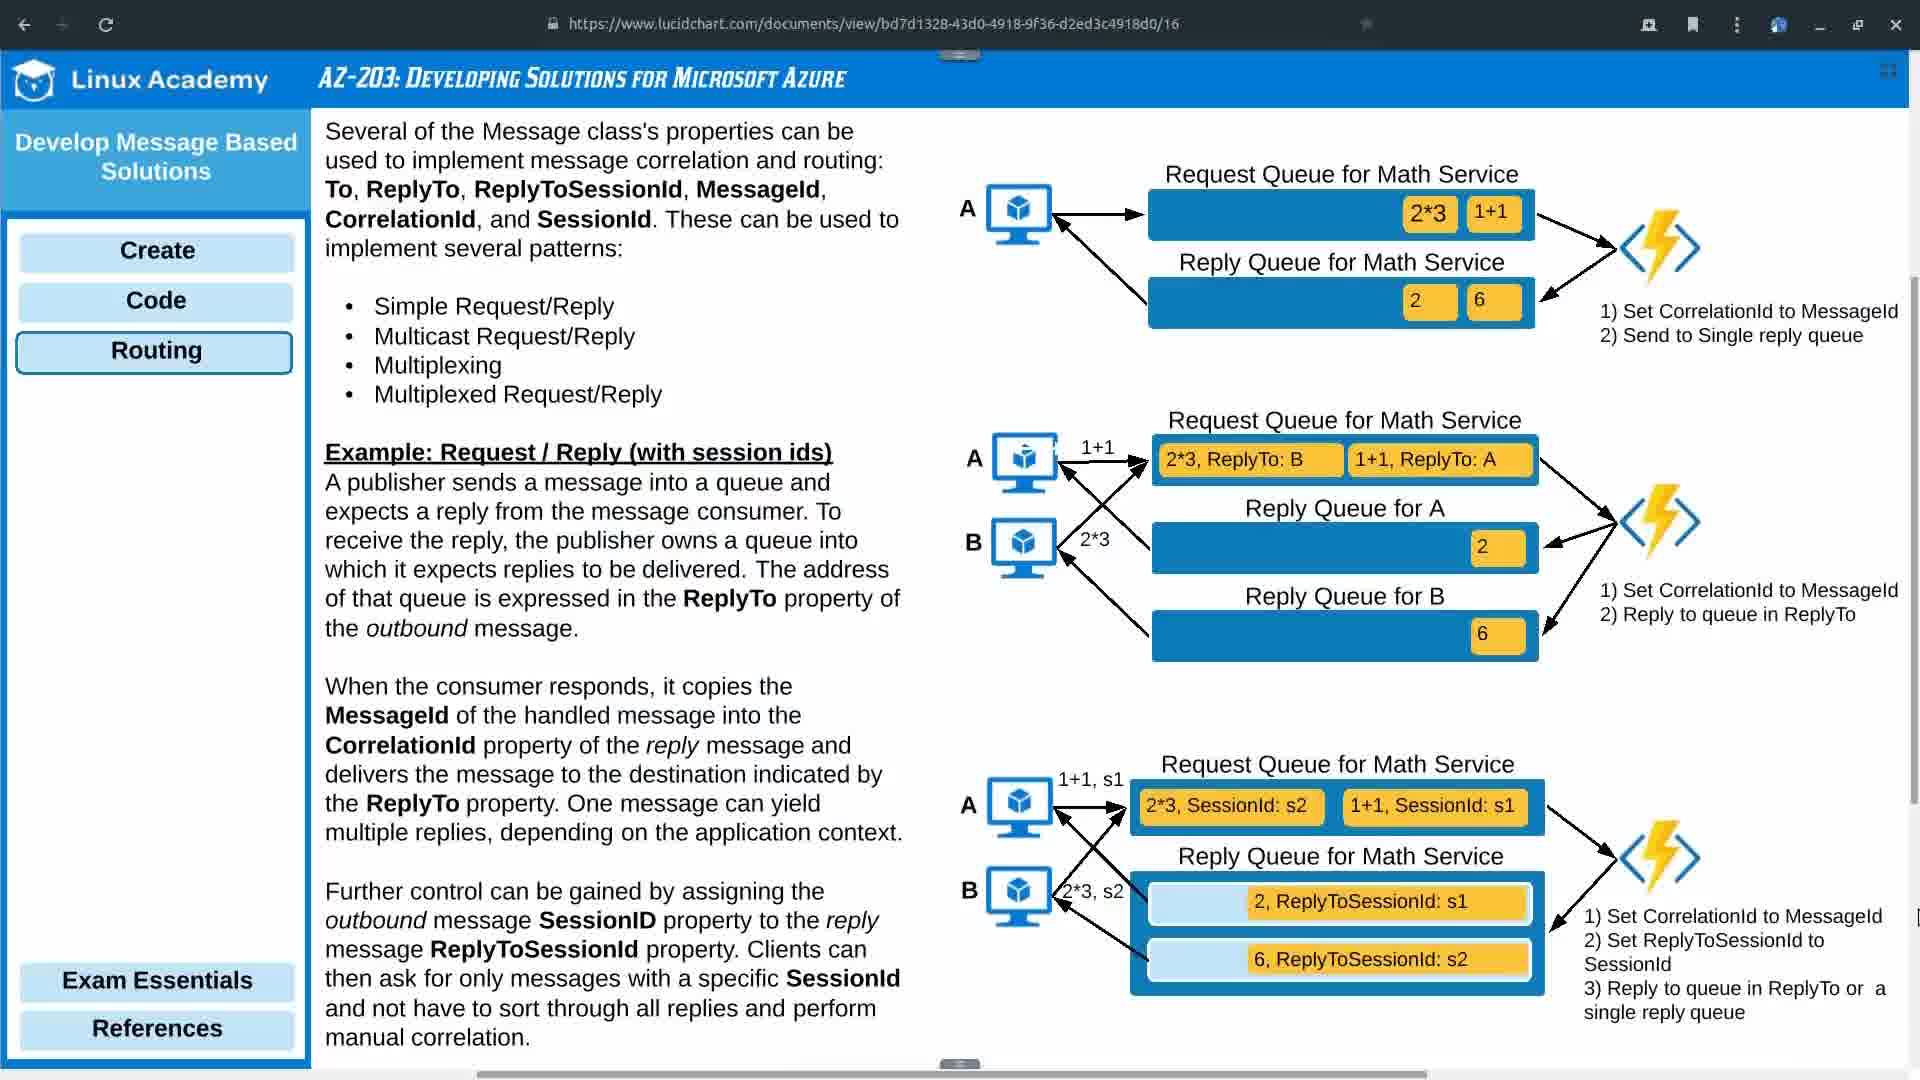 https://www.lucidchart.com/documents/view/bd7d1328-43d0-4918-9f36-d2ed3c4918d0/16
Linux Academy
AZ-203: Developing Solutions for Microsoft Azure
Develop Message Based
Solutions
Create
Code
Routing
Exam Essentials
References
Several of the Message class's properties can be
used to implement message correlation and routing:
To, ReplyTo, ReplyToSessionId, MessageId,
CorrelationId, and SessionId. These can be used to
implement several patterns:
• Simple Request/Reply
• Multicast Request/Reply
• Multiplexing
• Multiplexed Request/Reply
Example: Request / Reply (with session ids)
A publisher sends a message into a queue and
expects a reply from the message consumer. To
receive the reply, the publisher owns a queue into
which it expects replies to be delivered. The address
of that queue is expressed in the ReplyTo property of
the outbound message.
When the consumer responds, it copies the
MessageId of the handled message into the
CorrelationId property of the reply message and
delivers the message to the destination indicated by
the ReplyTo property. One message can yield
multiple replies, depending on the application context.
Further control can be gained by assigning the
outbound message SessionID property to the reply
message ReplyToSessionId property. Clients can
then ask for only messages with a specific SessionId
and not have to sort through all replies and perform
manual correlation.
Request Queue for Math Service
A
2*3
1+1
Reply Queue for Math Service
2
6
1) Set CorrelationId to MessageId
2) Send to Single reply queue
Request Queue for Math Service
A
1+1
2*3, ReplyTo: B
1+1, ReplyTo: A
Reply Queue for A
B
2*3
2
Reply Queue for B
6
1) Set CorrelationId to MessageId
2) Reply to queue in ReplyTo
Request Queue for Math Service
A
1+1, s1
2*3, SessionId: s2
1+1, SessionId: s1
Reply Queue for Math Service
B
2*3, s2
2, ReplyToSessionId: s1
6, ReplyToSessionId: s2
1) Set CorrelationId to MessageId
2) Set ReplyToSessionId to
SessionId
3) Reply to queue in ReplyTo or a
single reply queue